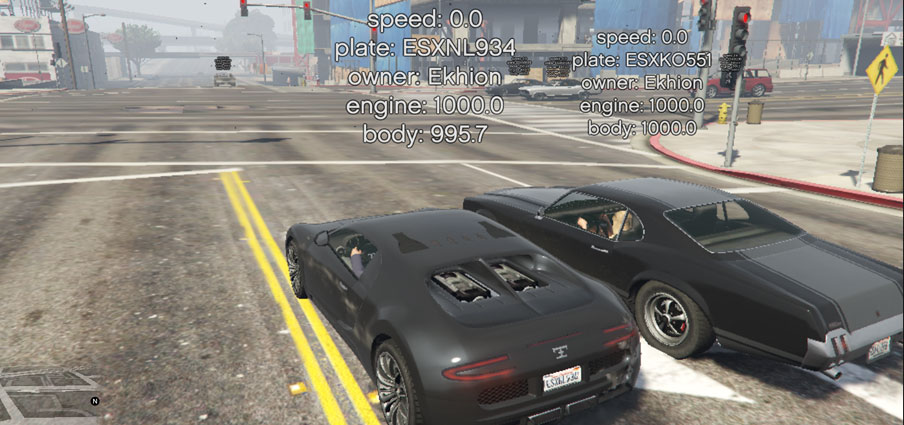 speed: 0.0
plate: ESXNL934
owner: Ekhion
engine: 1000.0
body: 995.7
speed: 0.0
plate: ESXKO551
owner: Ekhion
engine: 1000.0
body: 1000.0
N